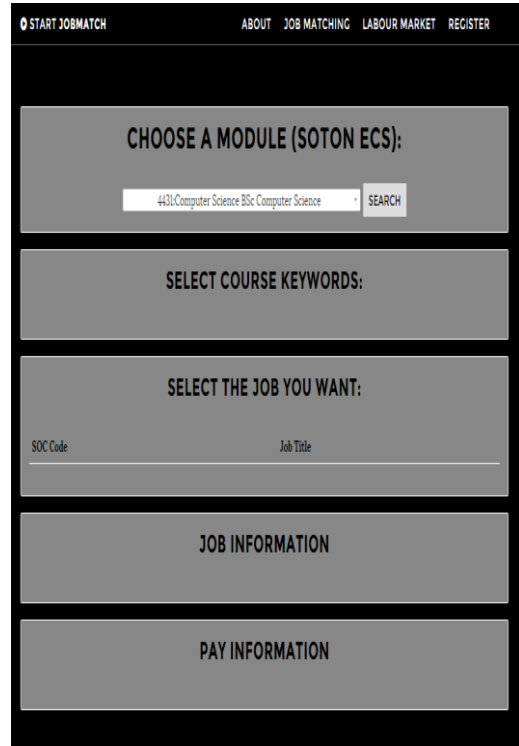 START JOBMATCH ABOUT JOB MATCHING LABOUR MARKET REGISTER
CHOOSE A MODULE (SOTON ECS):
4431:Computer Science BSc Computer Science SEARCH
SELECT COURSE KEYWORDS:
SELECT THE JOB YOU WANT:
SOC Code Job Title
JOB INFORMATION
PAY INFORMATION